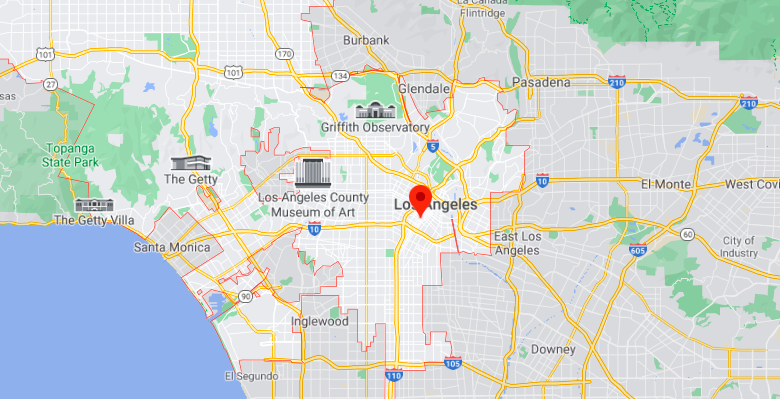 La Canada
Flintridge
Burbank
101
170
101
134
27
Glendale
Pasadena
210
210
sas
Griffith Observatory
5
Topanga
State Park
The Getty
10
El Monte
West Covi
Los Angeles County
Museum of Art
Los Angeles
The Getty Villa
10
60
East Los
Angeles
City of
Industry
605
Santa Monica
90
Inglewood
Downey
105
110
El Segundo